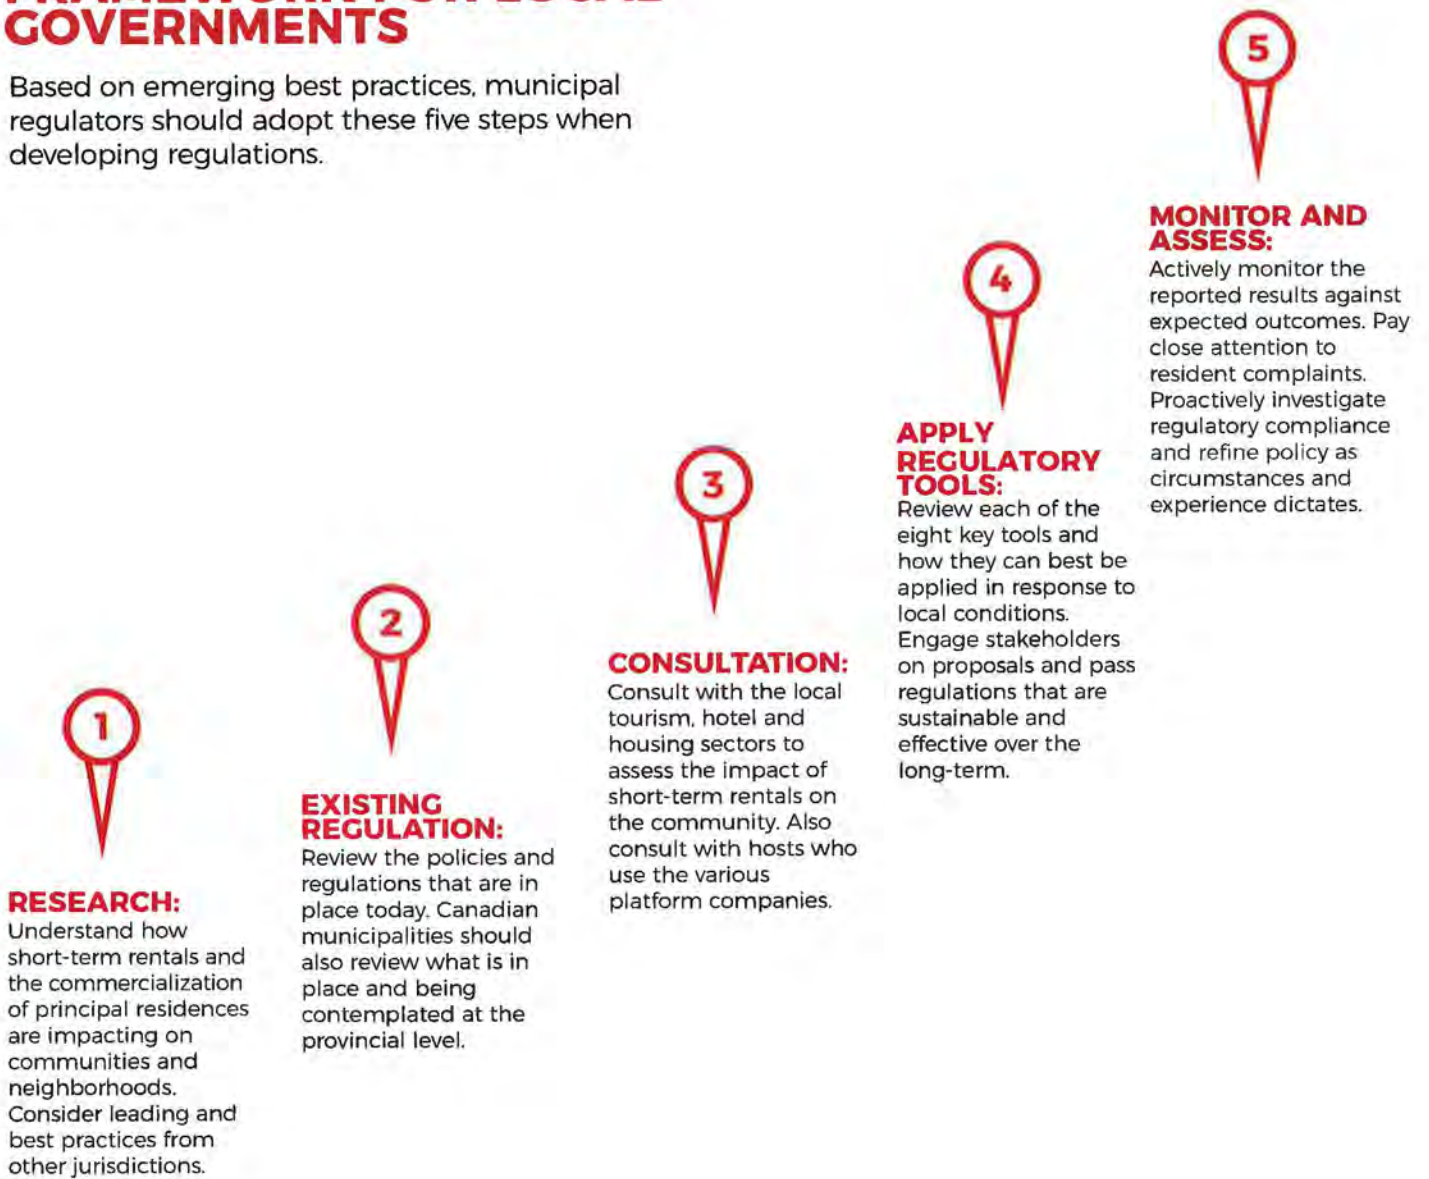 FRAMEWORK FOR LOCAL
GOVERNMENTS
Based on emerging best practices, municipal
regulators should adopt these five steps when
developing regulations.
1
RESEARCH:
Understand how
short-term rentals and
the commercialization
of principal residences
are impacting on
communities and
neighborhoods.
Consider leading and
best practices from
other jurisdictions.
2
EXISTING
REGULATION:
Review the policies and
regulations that are in
place today. Canadian
municipalities should
also review what is in
place and being
contemplated at the
provincial level.
3
CONSULTATION:
Consult with the local
tourism, hotel and
housing sectors to
assess the impact of
short-term rentals on
the community. Also
consult with hosts who
use the various
platform companies.
4
APPLY
REGULATORY
TOOLS:
Review each of the
eight key tools and
how they can best be
applied in response to
local conditions.
Engage stakeholders
on proposals and pass
regulations that are
sustainable and
effective over the
long-term.
5
MONITOR AND
ASSESS:
Actively monitor the
reported results against
expected outcomes. Pay
close attention to
resident complaints.
Proactively investigate
regulatory compliance
and refine policy as
circumstances and
experience dictates.